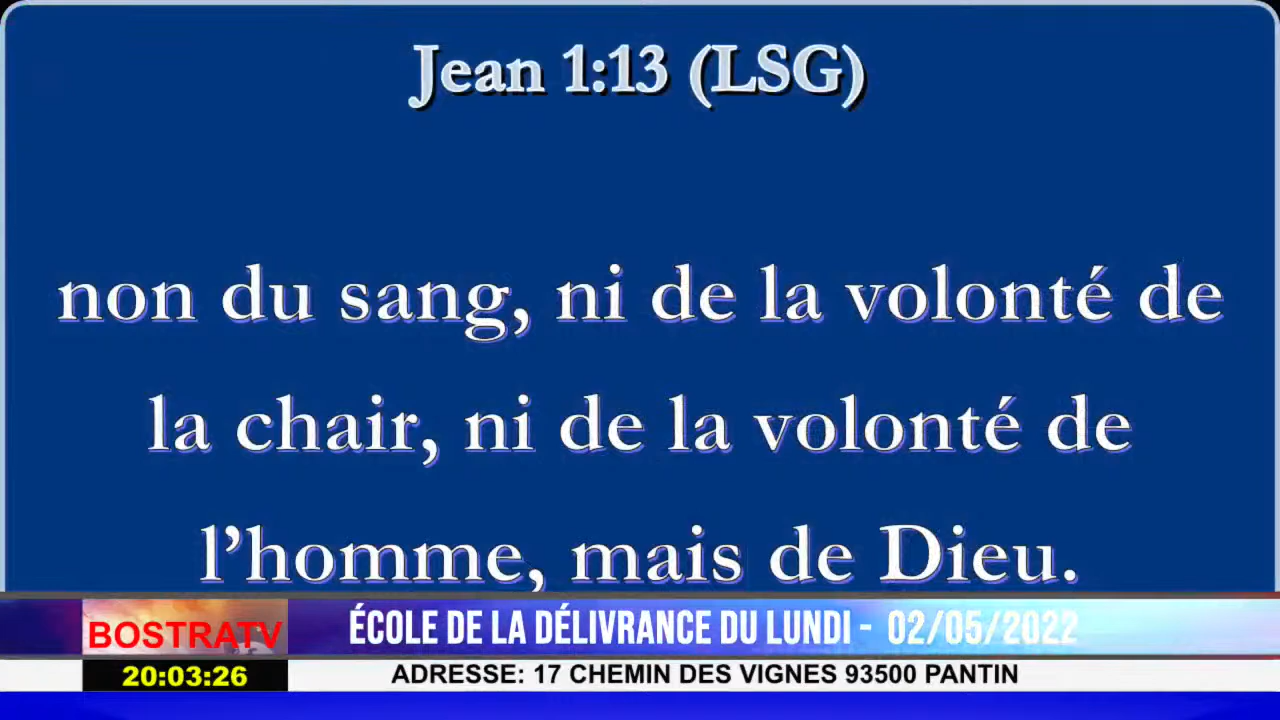 Jean 1:13 (LSG)
non du sang, ni de la volonté de
la chair, ni de la volonté de
l’homme, mais de Dieu.
BOSTRATV
ÉCOLE DE LA DÉLIVRANCE DU LUNDI - 02/05/2022
20:03:26
ADRESSE: 17 CHEMIN DES VIGNES 93500 PANTIN